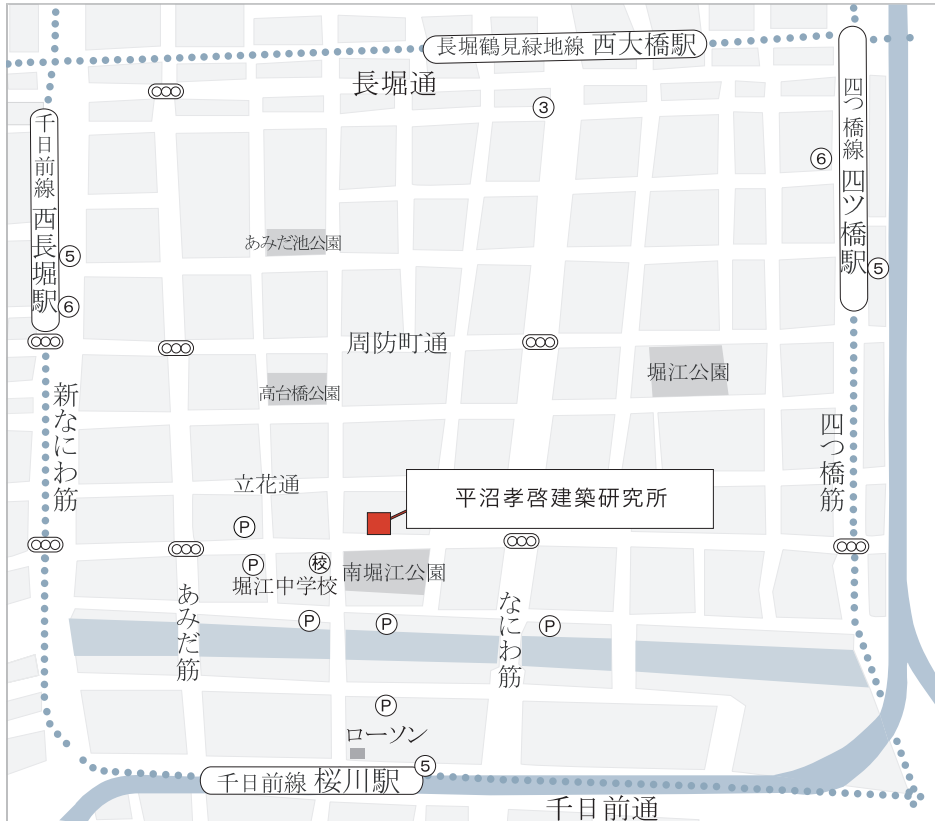 長堀鶴見緑地線 西大橋駅
長堀通
③
千日前線 西長堀駅
四つ橋線 四ツ橋駅
⑥
あみだ池公園
⑤
⑤
⑥
周防町通
堀江公園
高台橋公園
新なにわ筋
四つ橋筋
立花通
平沼孝啓建築研究所
Ⓟ
Ⓟ
校
堀江中学校
南堀江公園
あみだ筋
なにわ筋
Ⓟ
Ⓟ
Ⓟ
Ⓟ
ローソン
千日前線 桜川駅
⑤
千日前通